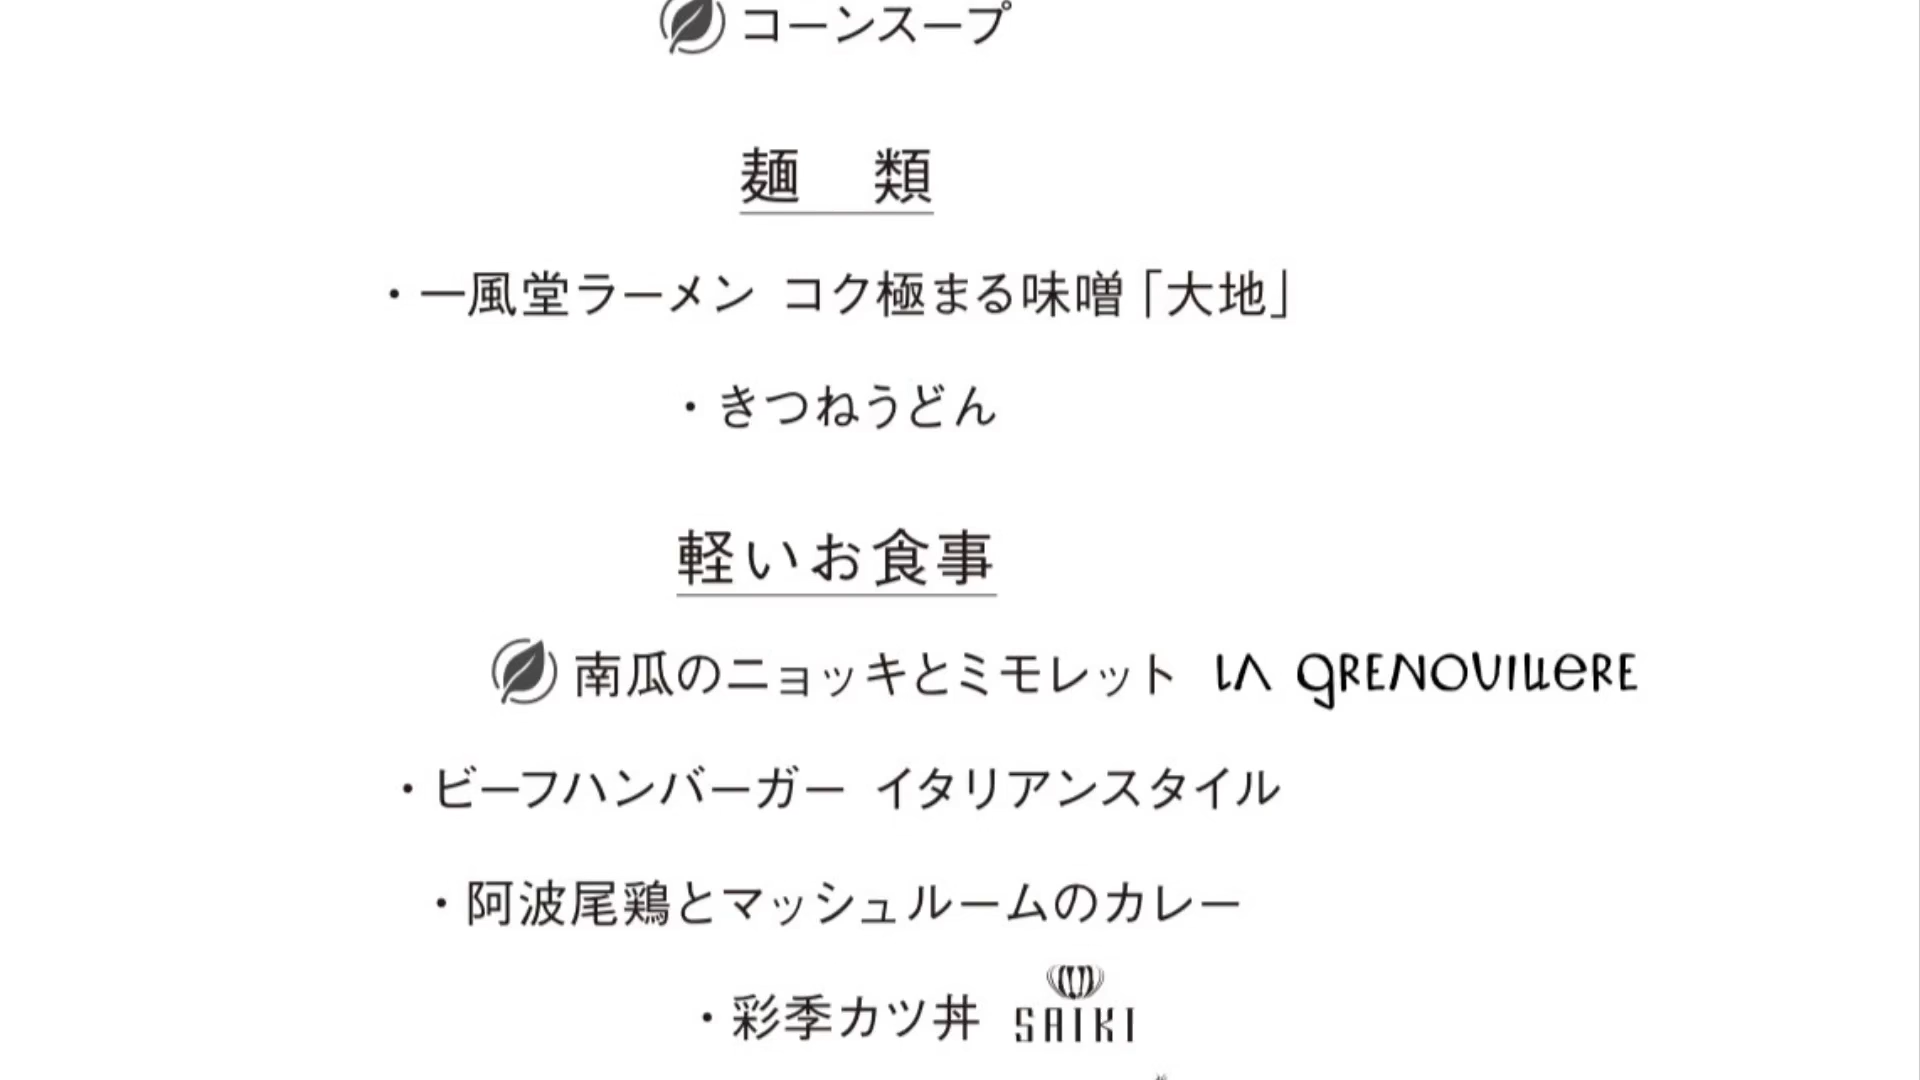 コーンスープ
麺　類
・一風堂ラーメン コク極まる味噌「大地」
・きつねうどん
軽いお食事
南瓜のニョッキとミモレット LA GRENOUILLERE
・ビーフハンバーガー イタリアンスタイル
・阿波尾鶏とマッシュルームのカレー
・彩季カツ丼 SAIKI